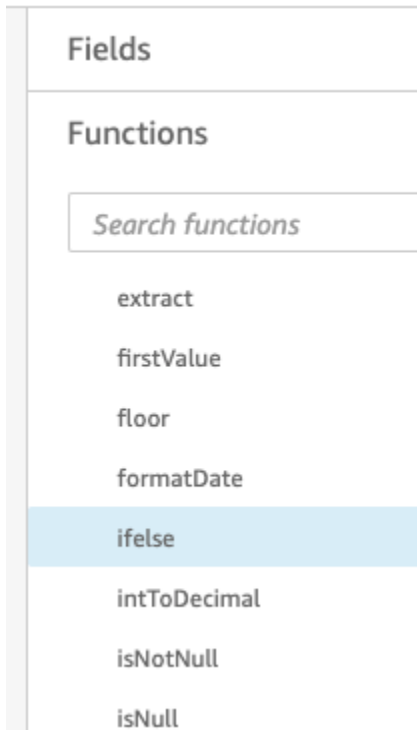 Fields
Functions
Search functions
extract
firstValue
floor
formatDate
ifelse
intToDecimal
isNotNull
isNull